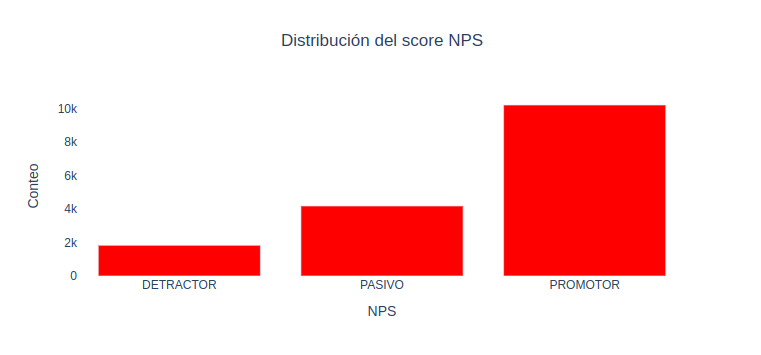 Distribución del score NPS
10k
8k
6k
4k
2k
0
Conteo
DETRACTOR
PASIVO
PROMOTOR
NPS